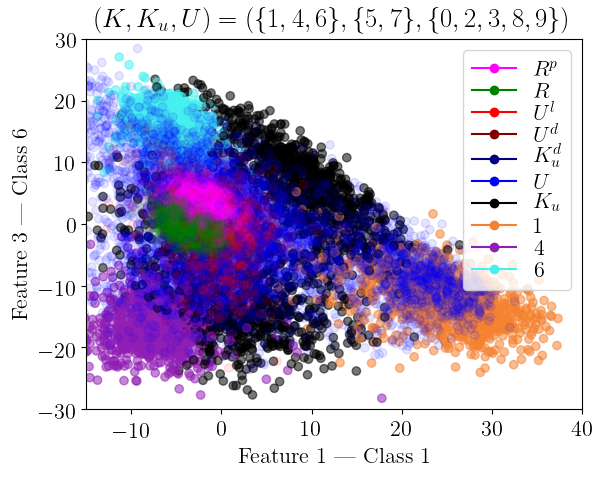 (K, K_u, U) = ({1, 4, 6}, {5, 7}, {0, 2, 3, 8, 9})
30
20
10
0
−10
−20
−30
Feature 3 — Class 6
R^p
R
U^l
U^d
K_u^d
U
K_u
1
4
6
−10
0
10
20
30
40
Feature 1 — Class 1